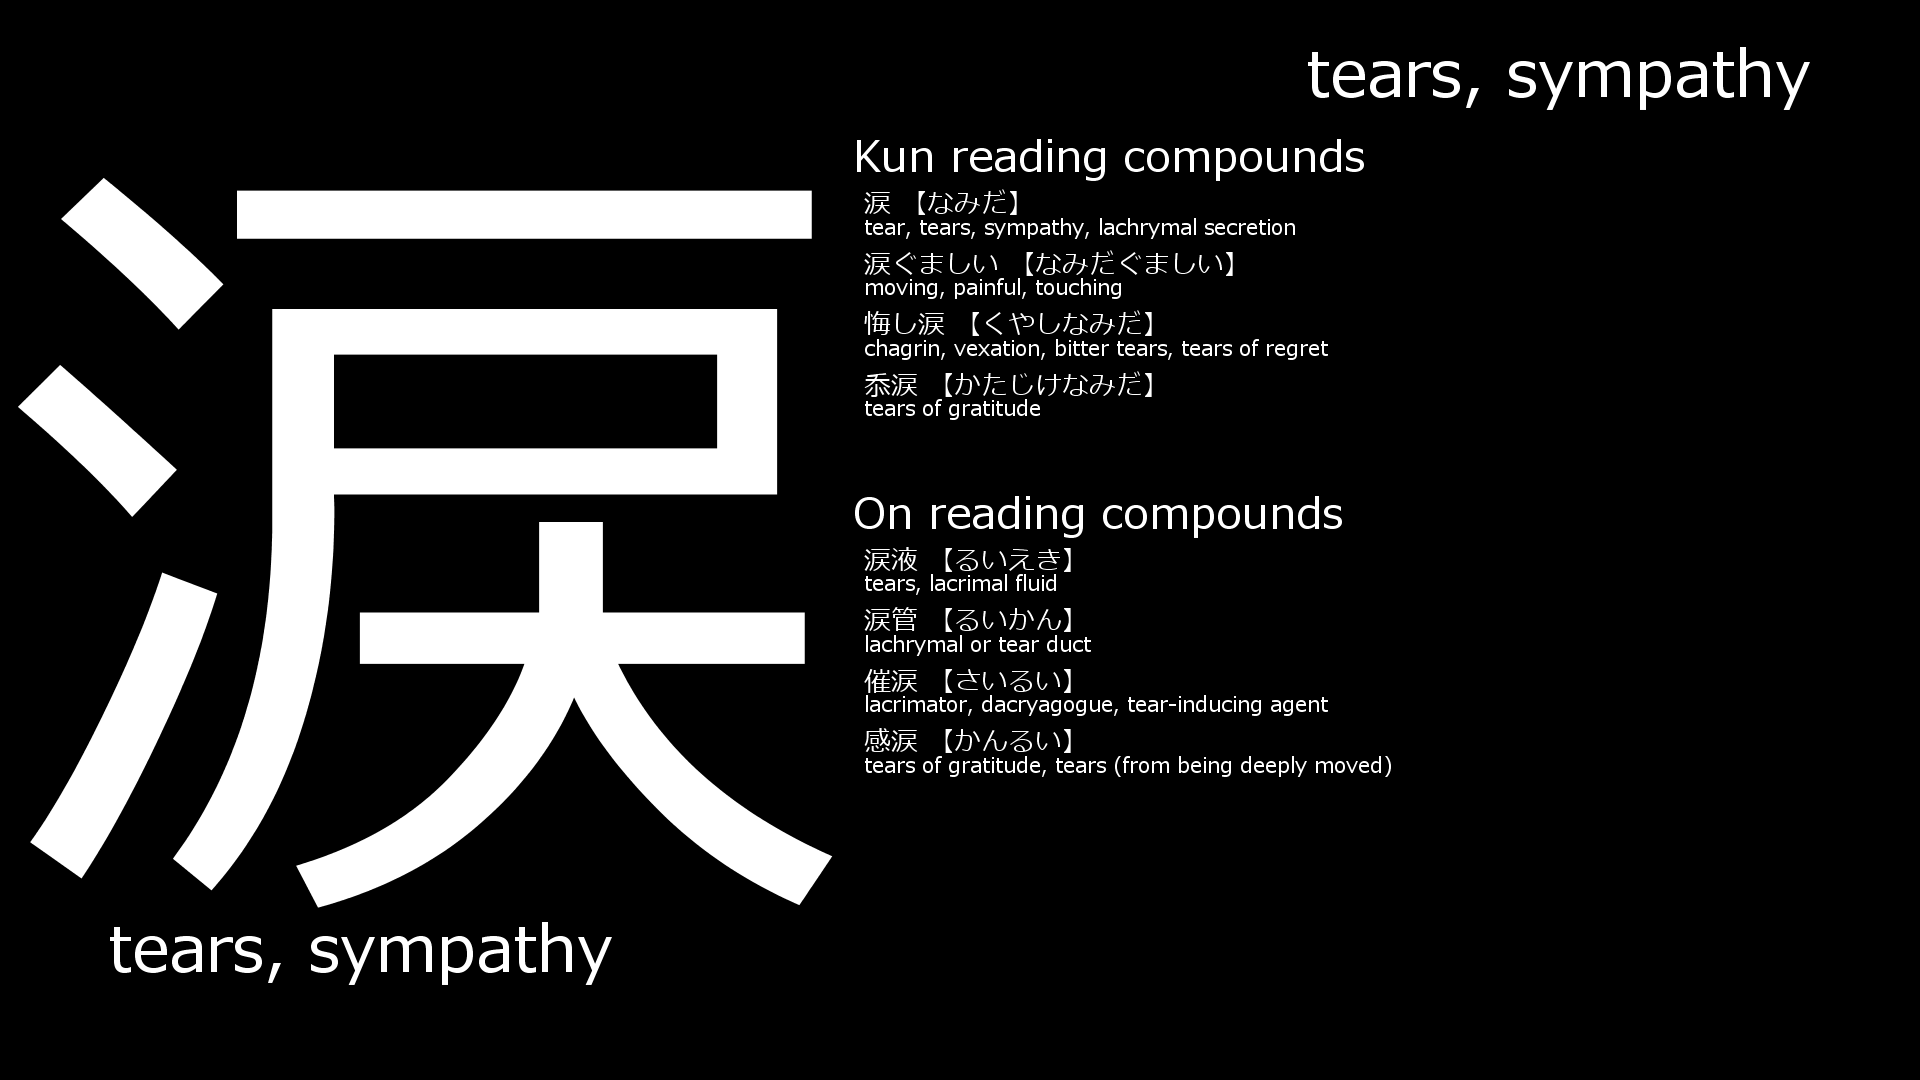 tears, sympathy
涙
Kun reading compounds
涙 【なみだ】
tear, tears, sympathy, lachrymal secretion
涙ぐましい 【なみだぐましい】
moving, painful, touching
悔し涙 【くやしなみだ】
chagrin, vexation, bitter tears, tears of regret
忝涙 【かたじけなみだ】
tears of gratitude
On reading compounds
涙液 【るいえき】
tears, lacrimal fluid
涙管 【るいかん】
lachrymal or tear duct
催涙 【さいるい】
lacrimator, dacryagogue, tear-inducing agent
感涙 【かんるい】
tears of gratitude, tears (from being deeply moved)
tears, sympathy